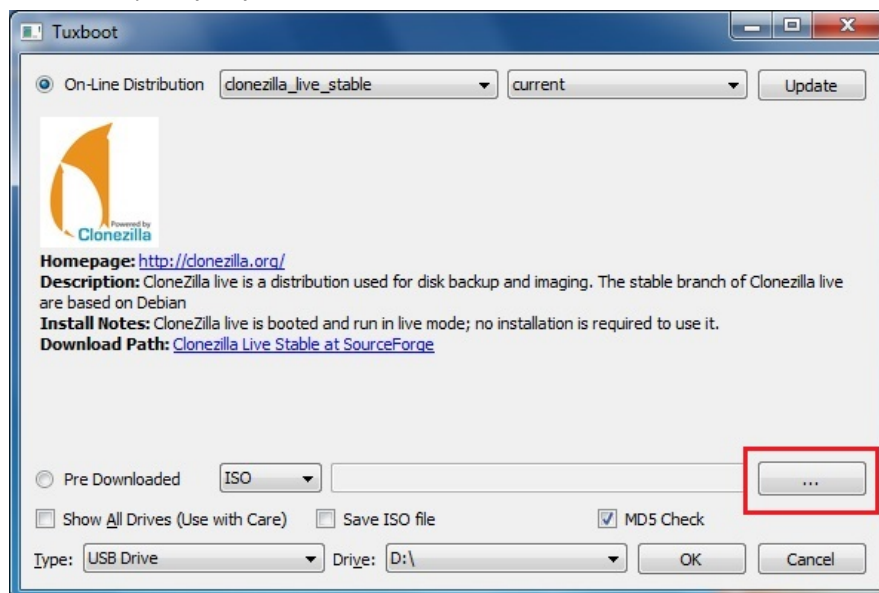 Tuxboot
On-Line Distribution clonezilla_live_stable current Update
Powered by
Clonezilla
Homepage: http://clonezilla.org/
Description: CloneZilla live is a distribution used for disk backup and imaging. The stable branch of Clonezilla live
are based on Debian
Install Notes: CloneZilla live is booted and run in live mode; no installation is required to use it.
Download Path: Clonezilla Live Stable at SourceForge
Pre Downloaded ISO ...
Show All Drives (Use with Care) Save ISO file MD5 Check
Type: USB Drive Drive: D:\ OK Cancel